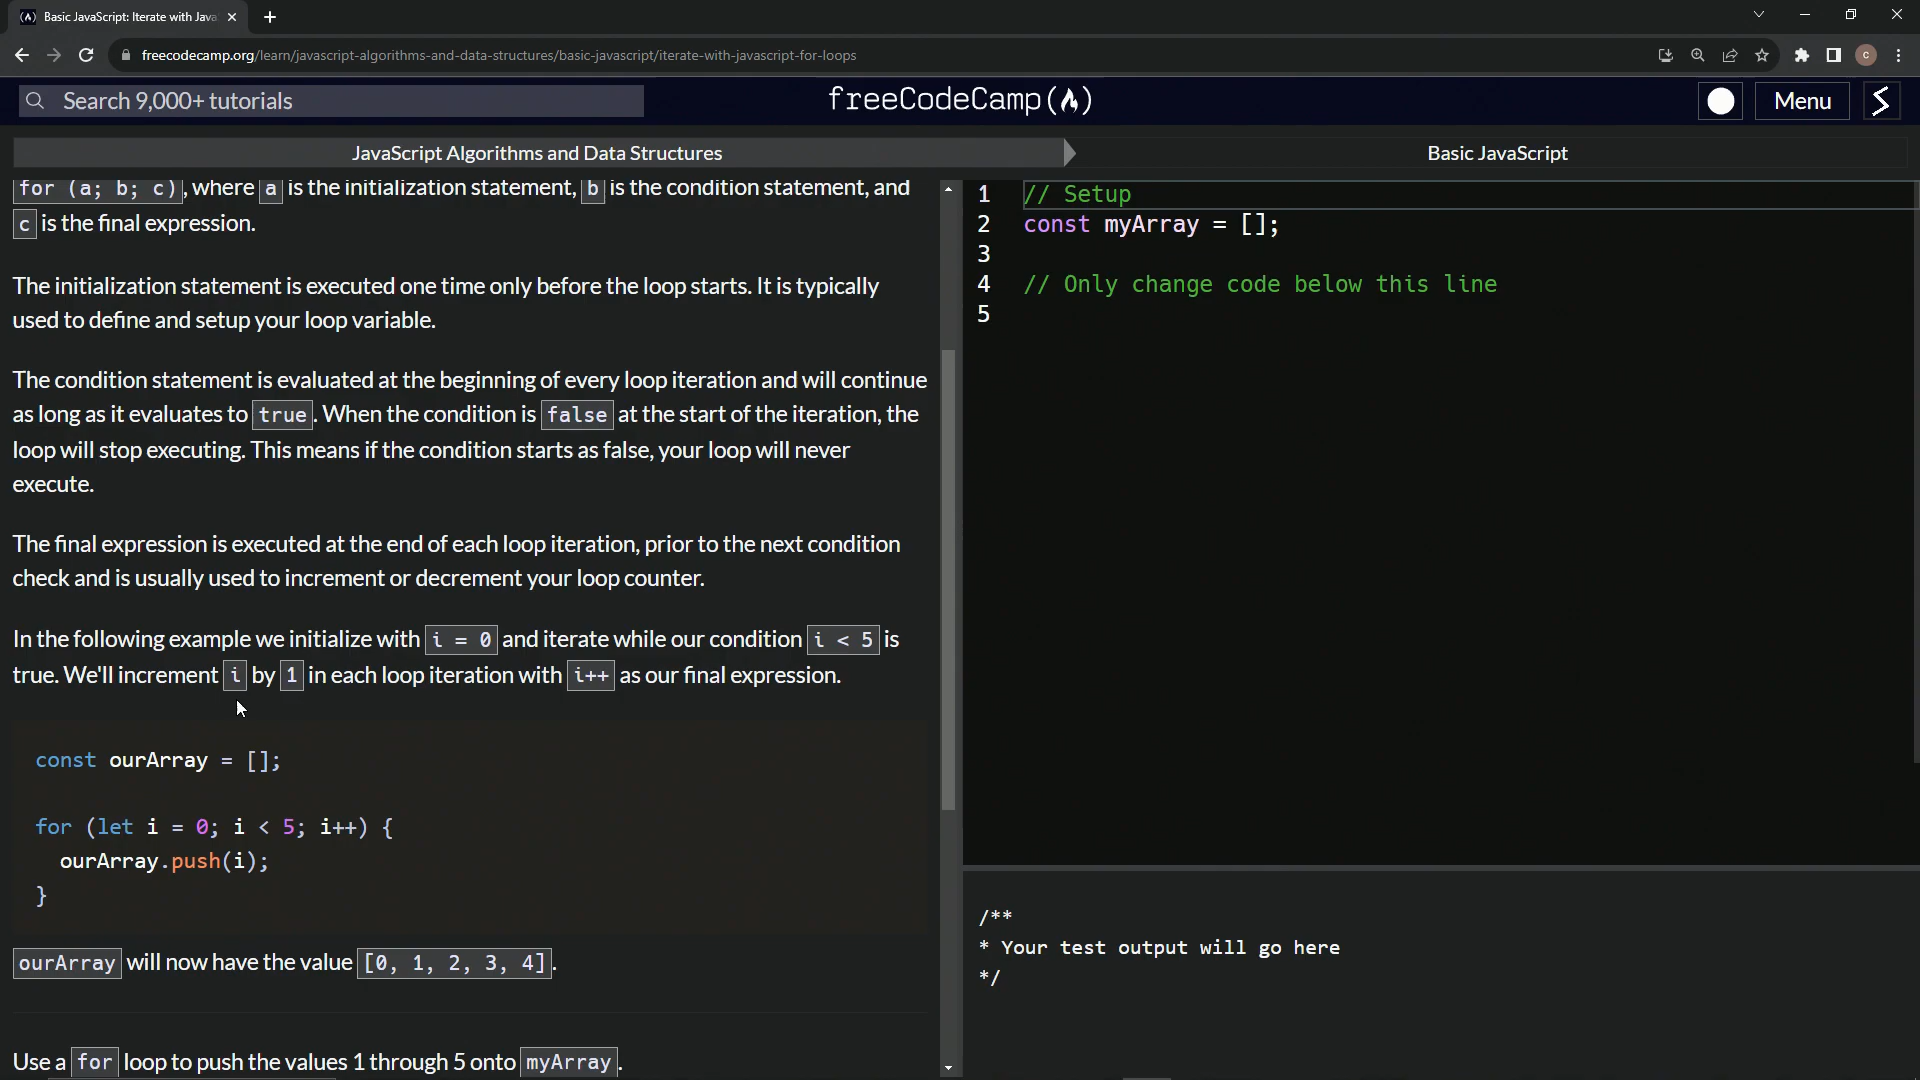 Basic JavaScript: Iterate with Java
freecodecamp.org/learn/javascript-algorithms-and-data-structures/basic-javascript/iterate-with-javascript-for-loops
C
Search 9,000+ tutorials
freeCodeCamp
Menu
JavaScript Algorithms and Data Structures
Basic JavaScript
for (a; b; c), where a is the initialization statement, b is the condition statement, and
c is the final expression.
The initialization statement is executed one time only before the loop starts. It is typically
used to define and setup your loop variable.
The condition statement is evaluated at the beginning of every loop iteration and will continue
as long as it evaluates to true. When the condition is false at the start of the iteration, the
loop will stop executing. This means if the condition starts as false, your loop will never
execute.
The final expression is executed at the end of each loop iteration, prior to the next condition
check and is usually used to increment or decrement your loop counter.
In the following example we initialize with i = 0 and iterate while our condition i < 5 is
true. We'll increment i by 1 in each loop iteration with i++ as our final expression.
const ourArray = [];
for (let i = 0; i < 5; i++) {
ourArray.push(i);
}
ourArray will now have the value [0, 1, 2, 3, 4].
Use a for loop to push the values 1 through 5 onto myArray.
1 // Setup
2 const myArray = [];
3
4 // Only change code below this line
5
/**
* Your test output will go here
*/